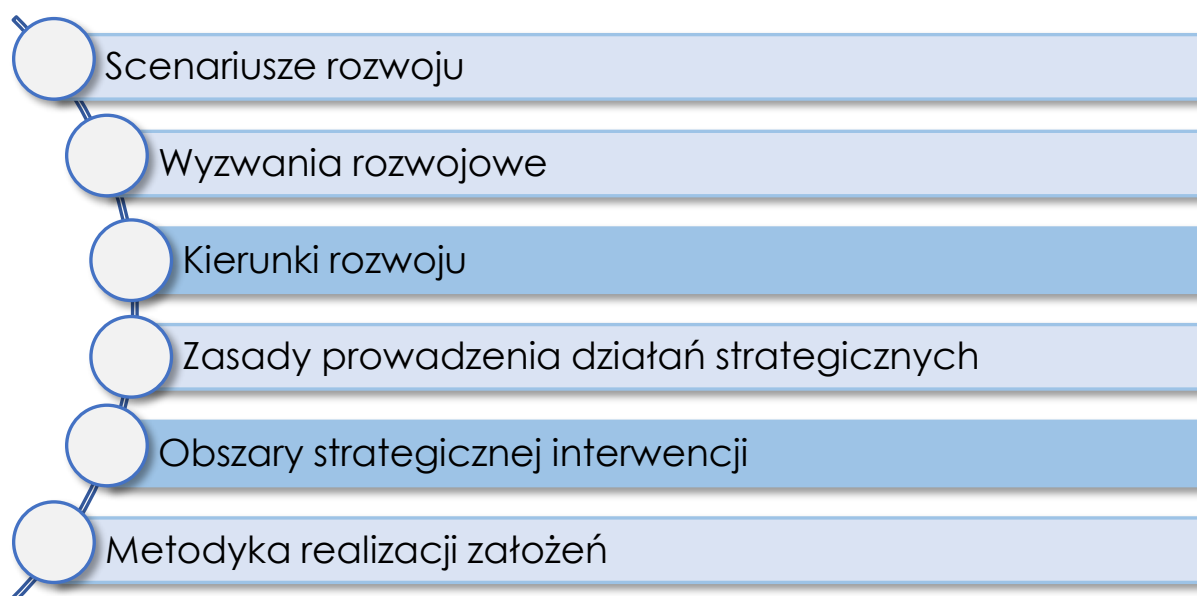 Scenariusze rozwoju
Wyzwania rozwojowe
Kierunki rozwoju
Zasady prowadzenia działań strategicznych
Obszary strategicznej interwencji
Metodyka realizacji założeń